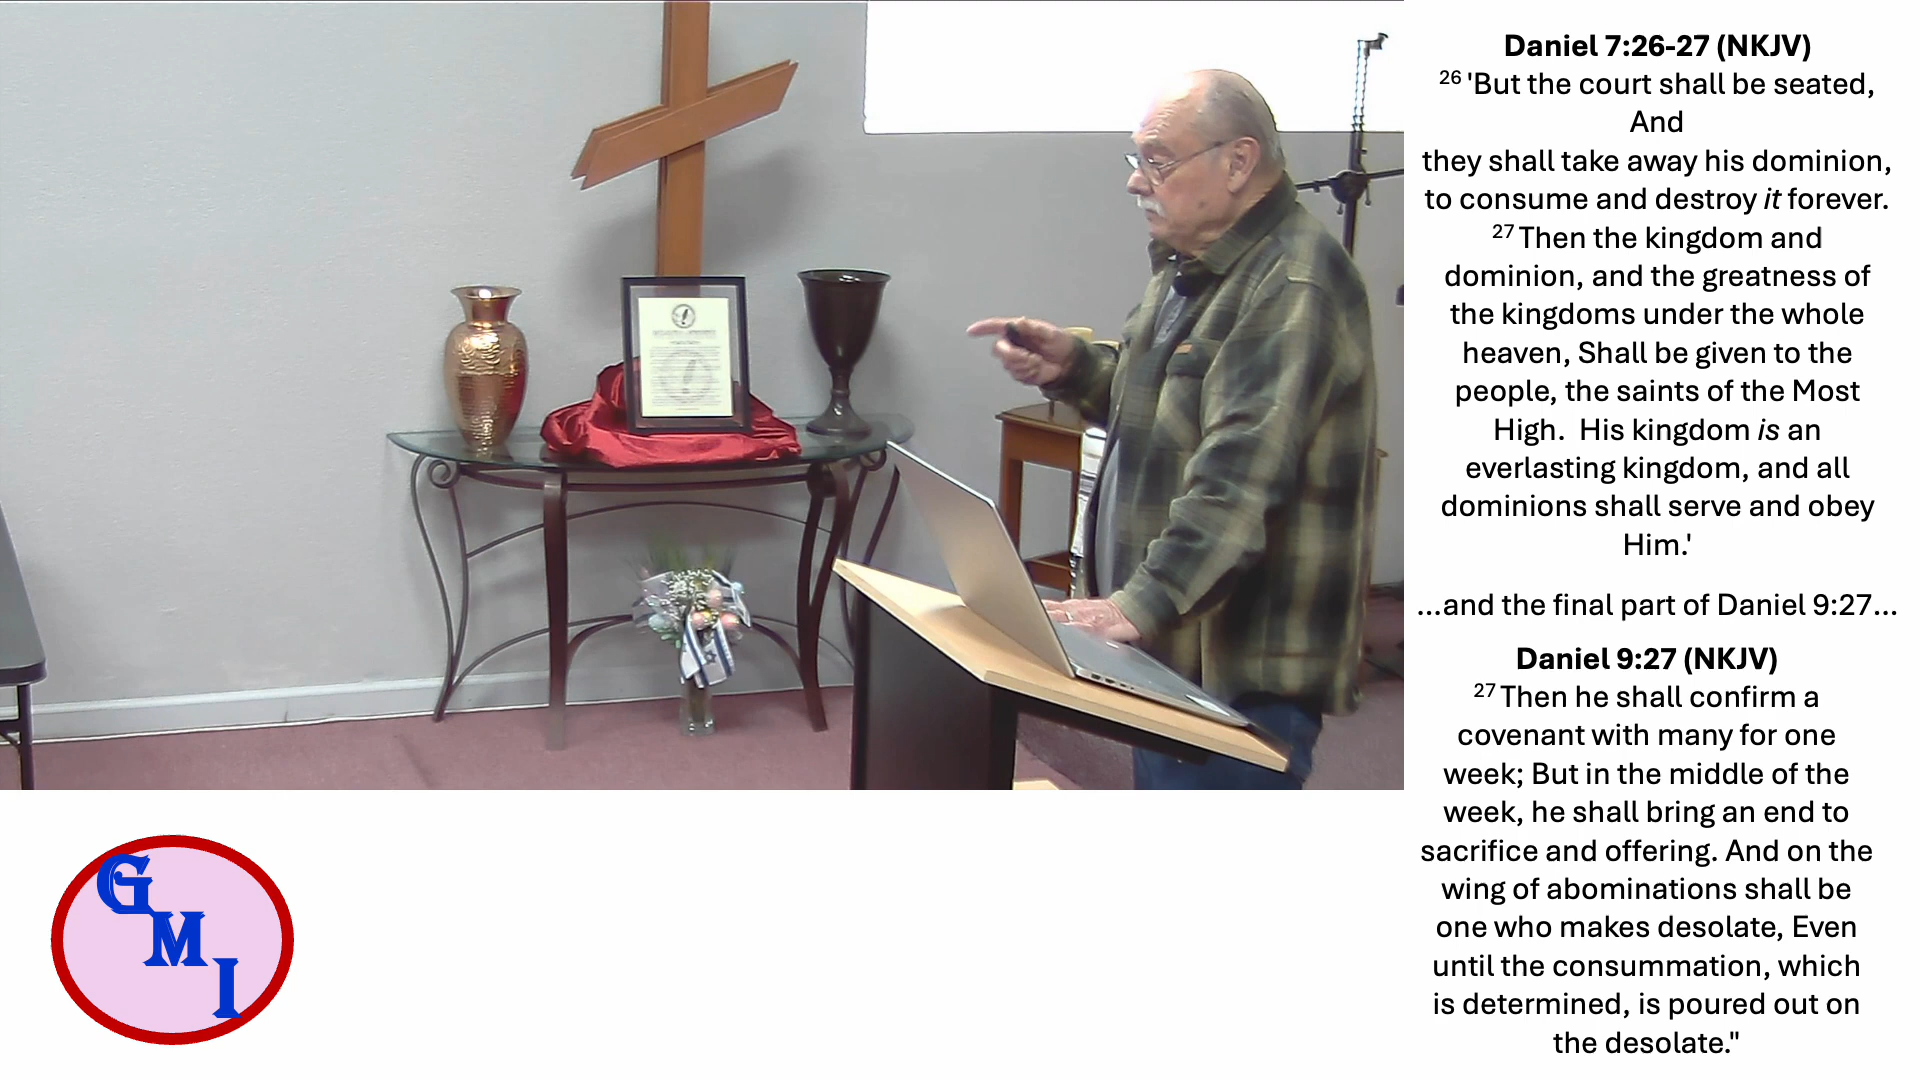 Daniel 7:26-27 (NKJV)
26 'But the court shall be seated,
And
they shall take away his dominion,
to consume and destroy it forever.
27 Then the kingdom and
dominion, and the greatness of
the kingdoms under the whole
heaven, Shall be given to the
people, the saints of the Most
High.  His kingdom is an
everlasting kingdom, and all
dominions shall serve and obey
Him.'
...and the final part of Daniel 9:27...
Daniel 9:27 (NKJV)
27 Then he shall confirm a
covenant with many for one
week; But in the middle of the
week, he shall bring an end to
sacrifice and offering. And on the
wing of abominations shall be
one who makes desolate, Even
until the consummation, which
is determined, is poured out on
the desolate."
GMI